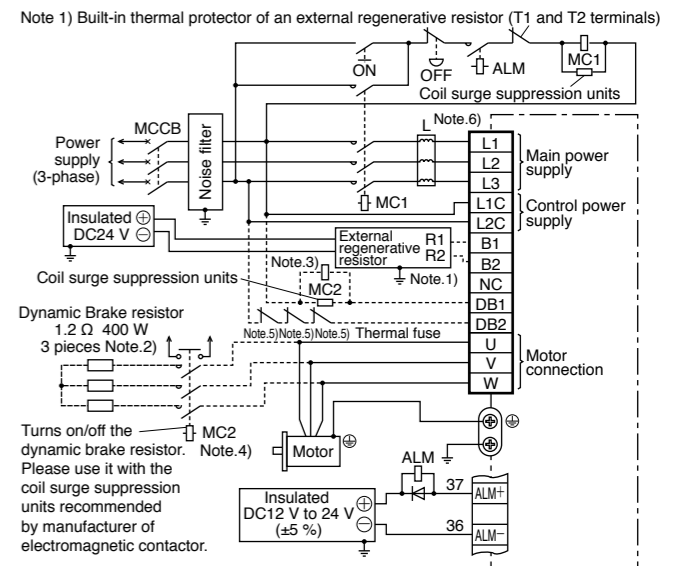 Note 1) Built-in thermal protector of an external regenerative resistor (T1 and T2 terminals)
ON
OFF
ALM
MC1
Coil surge suppression units
L
Note.6)
MCCB
Noise filter
Power
supply
(3-phase)
L1
L2
L3
L1C
L2C
B1
B2
NC
DB1
DB2
U
V
W
Main power
supply
Control power
supply
Motor
connection
MC1
Insulated
DC24 V
External
regenerative
resistor
R1
R2
Note.1)
Note.3)
Coil surge suppression units
MC2
Note.5)Note.5)Note.5) Thermal fuse
Dynamic Brake resistor
1.2 Ω 400 W
3 pieces Note.2)
MC2
Note.4)
Turns on/off the
dynamic brake resistor.
Please use it with the
coil surge suppression
units recommended
by manufacturer of
electromagnetic contactor.
Motor
ALM
Insulated
DC12 V to 24 V
(±5 %)
37
ALM+
36
ALM−